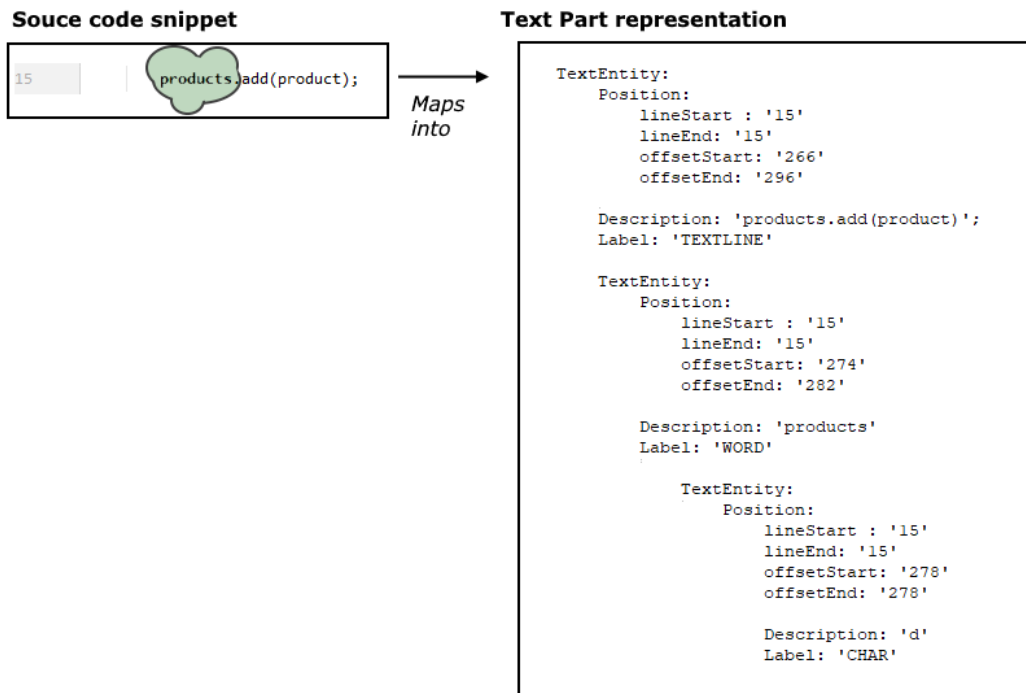 Souce code snippet
15 products.add(product);
Maps
into
Text Part representation
TextEntity:
Position:
lineStart : '15'
lineEnd: '15'
offsetStart: '266'
offsetEnd: '296'
Description: 'products.add(product)';
Label: 'TEXTLINE'
TextEntity:
Position:
lineStart : '15'
lineEnd: '15'
offsetStart: '274'
offsetEnd: '282'
Description: 'products'
Label: 'WORD'
TextEntity:
Position:
lineStart : '15'
lineEnd: '15'
offsetStart: '278'
offsetEnd: '278'
Description: 'd'
Label: 'CHAR'